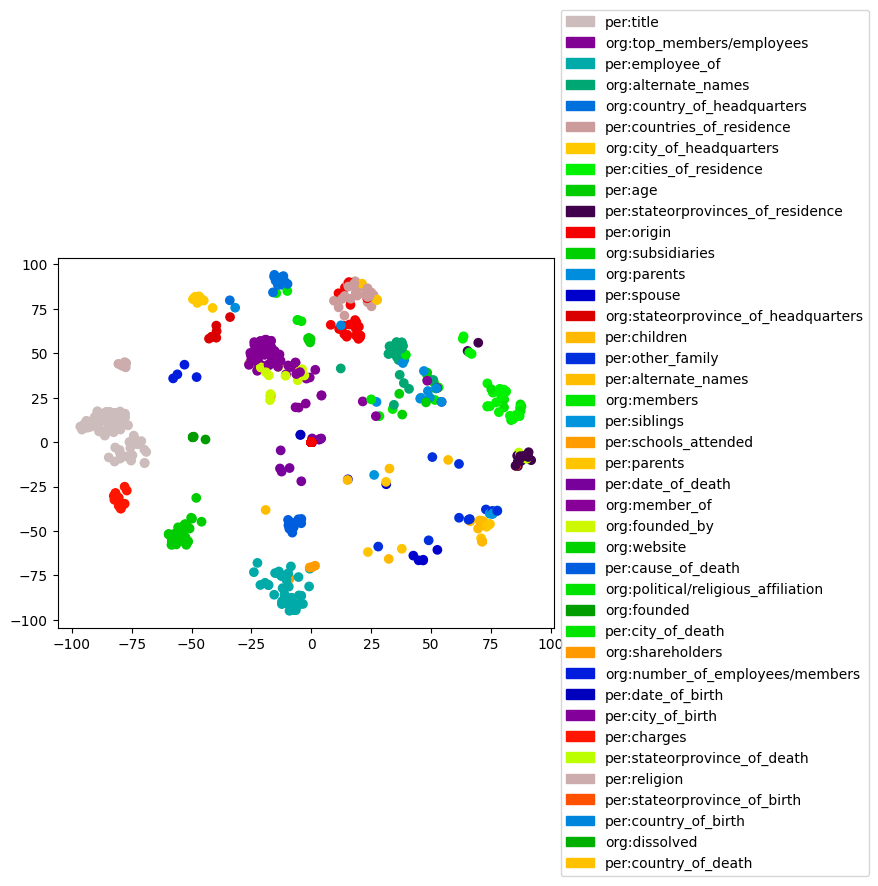 per:title
org:top_members/employees
per:employee_of
org:alternate_names
org:country_of_headquarters
per:countries_of_residence
org:city_of_headquarters
per:cities_of_residence
per:age
per:stateorprovinces_of_residence
per:origin
org:subsidiaries
org:parents
per:spouse
org:stateorprovince_of_headquarters
per:children
per:other_family
per:alternate_names
org:members
per:siblings
per:schools_attended
per:parents
per:date_of_death
org:member_of
org:founded_by
org:website
per:cause_of_death
org:political/religious_affiliation
org:founded
per:city_of_death
org:shareholders
org:number_of_employees/members
per:date_of_birth
per:city_of_birth
per:charges
per:stateorprovince_of_death
per:religion
per:stateorprovince_of_birth
per:country_of_birth
org:dissolved
per:country_of_death
100
75
50
25
0
−25
−50
−75
−100
−100 −75 −50 −25 0 25 50 75 100